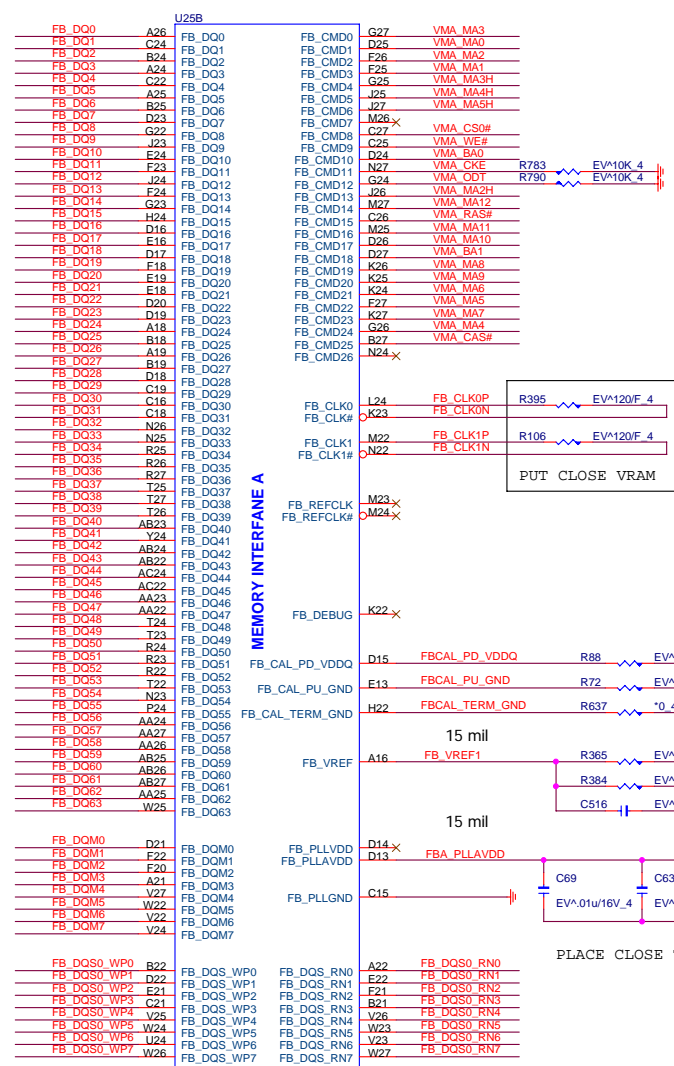 U25B
FB_DQ0 A26 FB_DQ0 FB_CMD0 G27 VMA_MA3
FB_DQ1 C24 FB_DQ1 FB_CMD1 D25 VMA_MA0
FB_DQ2 B24 FB_DQ2 FB_CMD2 F26 VMA_MA2
FB_DQ3 A24 FB_DQ3 FB_CMD3 F25 VMA_MA1
FB_DQ4 C22 FB_DQ4 FB_CMD4 G25 VMA_MA3H
FB_DQ5 A25 FB_DQ5 FB_CMD5 J25 VMA_MA4H
FB_DQ6 B25 FB_DQ6 FB_CMD6 J27 VMA_MA5H
FB_DQ7 D23 FB_DQ7 FB_CMD7 M26
FB_DQ8 G22 FB_DQ8 FB_CMD8 C27 VMA_CS0#
FB_DQ9 J23 FB_DQ9 FB_CMD9 C25 VMA_WE#
FB_DQ10 E24 FB_DQ10 FB_CMD10 D24 VMA_BA0
FB_DQ11 F23 FB_DQ11 FB_CMD11 N27 VMA_CKE R783 EV^10K_4
FB_DQ12 J24 FB_DQ12 FB_CMD12 G24 VMA_ODT R790 EV^10K_4
FB_DQ13 F24 FB_DQ13 FB_CMD13 J26 VMA_MA2H
FB_DQ14 G23 FB_DQ14 FB_CMD14 M27 VMA_MA12
FB_DQ15 H24 FB_DQ15 FB_CMD15 C26 VMA_RAS#
FB_DQ16 D16 FB_DQ16 FB_CMD16 M25 VMA_MA11
FB_DQ17 E16 FB_DQ17 FB_CMD17 D26 VMA_MA10
FB_DQ18 D17 FB_DQ18 FB_CMD18 D27 VMA_BA1
FB_DQ19 F18 FB_DQ19 FB_CMD19 K26 VMA_MA8
FB_DQ20 E19 FB_DQ20 FB_CMD20 K25 VMA_MA9
FB_DQ21 E18 FB_DQ21 FB_CMD21 K24 VMA_MA6
FB_DQ22 D20 FB_DQ22 FB_CMD22 F27 VMA_MA5
FB_DQ23 D19 FB_DQ23 FB_CMD23 K27 VMA_MA7
FB_DQ24 A18 FB_DQ24 FB_CMD24 G26 VMA_MA4
FB_DQ25 B18 FB_DQ25 FB_CMD25 B27 VMA_CAS#
FB_DQ26 A19 FB_DQ26 FB_CMD26 N24
FB_DQ27 B19 FB_DQ27
FB_DQ28 D18 FB_DQ28
FB_DQ29 C19 FB_DQ29
FB_DQ30 C16 FB_DQ30 FB_CLK0 L24 FB_CLK0P R395 EV^120/F_4
FB_DQ31 C18 FB_DQ31 FB_CLK# K23 FB_CLK0N
FB_DQ32 N26 FB_DQ32
FB_DQ33 N25 FB_DQ33 FB_CLK1 M22 FB_CLK1P R106 EV^120/F_4
FB_DQ34 R25 FB_DQ34 FB_CLK1# N22 FB_CLK1N
FB_DQ35 R26 FB_DQ35
PUT CLOSE VRAM
FB_DQ36 R27 FB_DQ36
FB_DQ37 T25 FB_DQ37
FB_DQ38 T27 FB_DQ38 FB_REFCLK M23
FB_DQ39 T26 FB_DQ39 FB_REFCLK# M24
FB_DQ40 AB23 FB_DQ40
FB_DQ41 Y24 FB_DQ41
FB_DQ42 AB24 FB_DQ42
FB_DQ43 AB22 FB_DQ43
FB_DQ44 AC24 FB_DQ44
FB_DQ45 AC22 FB_DQ45
FB_DQ46 AA23 FB_DQ46
MEMORY INTERFANE A
FB_DQ47 AA22 FB_DQ47 FB_DEBUG K22
FB_DQ48 T24 FB_DQ48
FB_DQ49 T23 FB_DQ49
FB_DQ50 R24 FB_DQ50
FB_DQ51 R23 FB_DQ51 FB_CAL_PD_VDDQ D15 FBCAL_PD_VDDQ R88 EV^
FB_DQ52 R22 FB_DQ52
FB_DQ53 T22 FB_DQ53 FB_CAL_PU_GND E13 FBCAL_PU_GND R72 EV^
FB_DQ54 N23 FB_DQ54
FB_DQ55 P24 FB_DQ55 FB_CAL_TERM_GND H22 FBCAL_TERM_GND R637 *0_4
FB_DQ56 AA24 FB_DQ56
FB_DQ57 AA27 FB_DQ57
15 mil
FB_DQ58 AA26 FB_DQ58
FB_DQ59 AB25 FB_DQ59 FB_VREF A16 FB_VREF1 R365 EV^
FB_DQ60 AB26 FB_DQ60
FB_DQ61 AB27 FB_DQ61 R384 EV^
FB_DQ62 AA25 FB_DQ62
FB_DQ63 W25 FB_DQ63 C516 EV^
15 mil
FB_DQM0 D21 FB_DQM0 FB_PLLVDD D14
FB_DQM1 F22 FB_DQM1 FB_PLLAVDD D13 FBA_PLLAVDD
FB_DQM2 F20 FB_DQM2
FB_DQM3 A21 FB_DQM3 C69 C63
FB_DQM4 V27 FB_DQM4 FB_PLLGND C15
FB_DQM5 W22 FB_DQM5 EV^.01u/16V_4 EV^
FB_DQM6 V22 FB_DQM6
FB_DQM7 V24 FB_DQM7
PLACE CLOSE
FB_DQS0_WP0 B22 FB_DQS_WP0 FB_DQS_RN0 A22 FB_DQS0_RN0
FB_DQS0_WP1 D22 FB_DQS_WP1 FB_DQS_RN1 E22 FB_DQS0_RN1
FB_DQS0_WP2 E21 FB_DQS_WP2 FB_DQS_RN2 F21 FB_DQS0_RN2
FB_DQS0_WP3 C21 FB_DQS_WP3 FB_DQS_RN3 B21 FB_DQS0_RN3
FB_DQS0_WP4 V25 FB_DQS_WP4 FB_DQS_RN4 V26 FB_DQS0_RN4
FB_DQS0_WP5 W24 FB_DQS_WP5 FB_DQS_RN5 W23 FB_DQS0_RN5
FB_DQS0_WP6 U24 FB_DQS_WP6 FB_DQS_RN6 V23 FB_DQS0_RN6
FB_DQS0_WP7 W26 FB_DQS_WP7 FB_DQS_RN7 W27 FB_DQS0_RN7